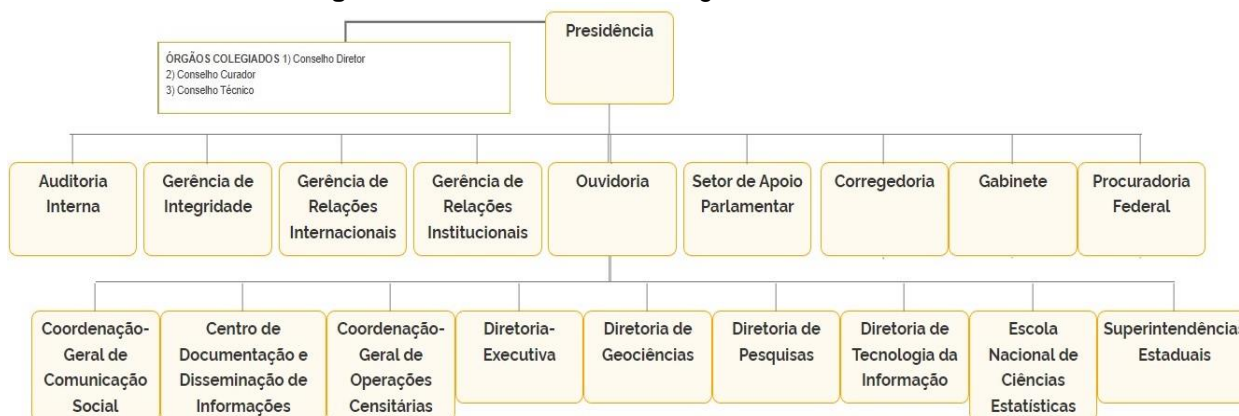 Presidência
ÓRGÃOS COLEGIADOS 1) Conselho Diretor
2) Conselho Curador
3) Conselho Técnico
Auditoria
Interna
Gerência de
Integridade
Gerência de
Relações
Internacionais
Gerência de
Relações
Institucionais
Ouvidoria
Setor de Apoio
Parlamentar
Corregedoria
Gabinete
Procuradoria
Federal
Coordenação-
Geral de
Comunicação
Social
Centro de
Documentação e
Disseminação de
Informações
Coordenação-
Geral de
Operações
Censitárias
Diretoria-
Executiva
Diretoria de
Geociências
Diretoria de
Pesquisas
Diretoria de
Tecnologia da
Informação
Escola
Nacional de
Ciências
Estatísticas
Superintendências
Estaduais